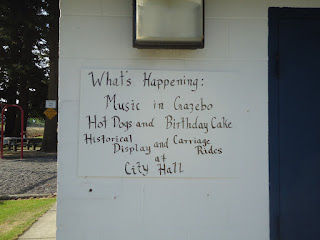 What's Happening:
Music in Gazebo
Hot Dogs and Birthday Cake
Historical
Display and Carriage
Rides
at
City Hall